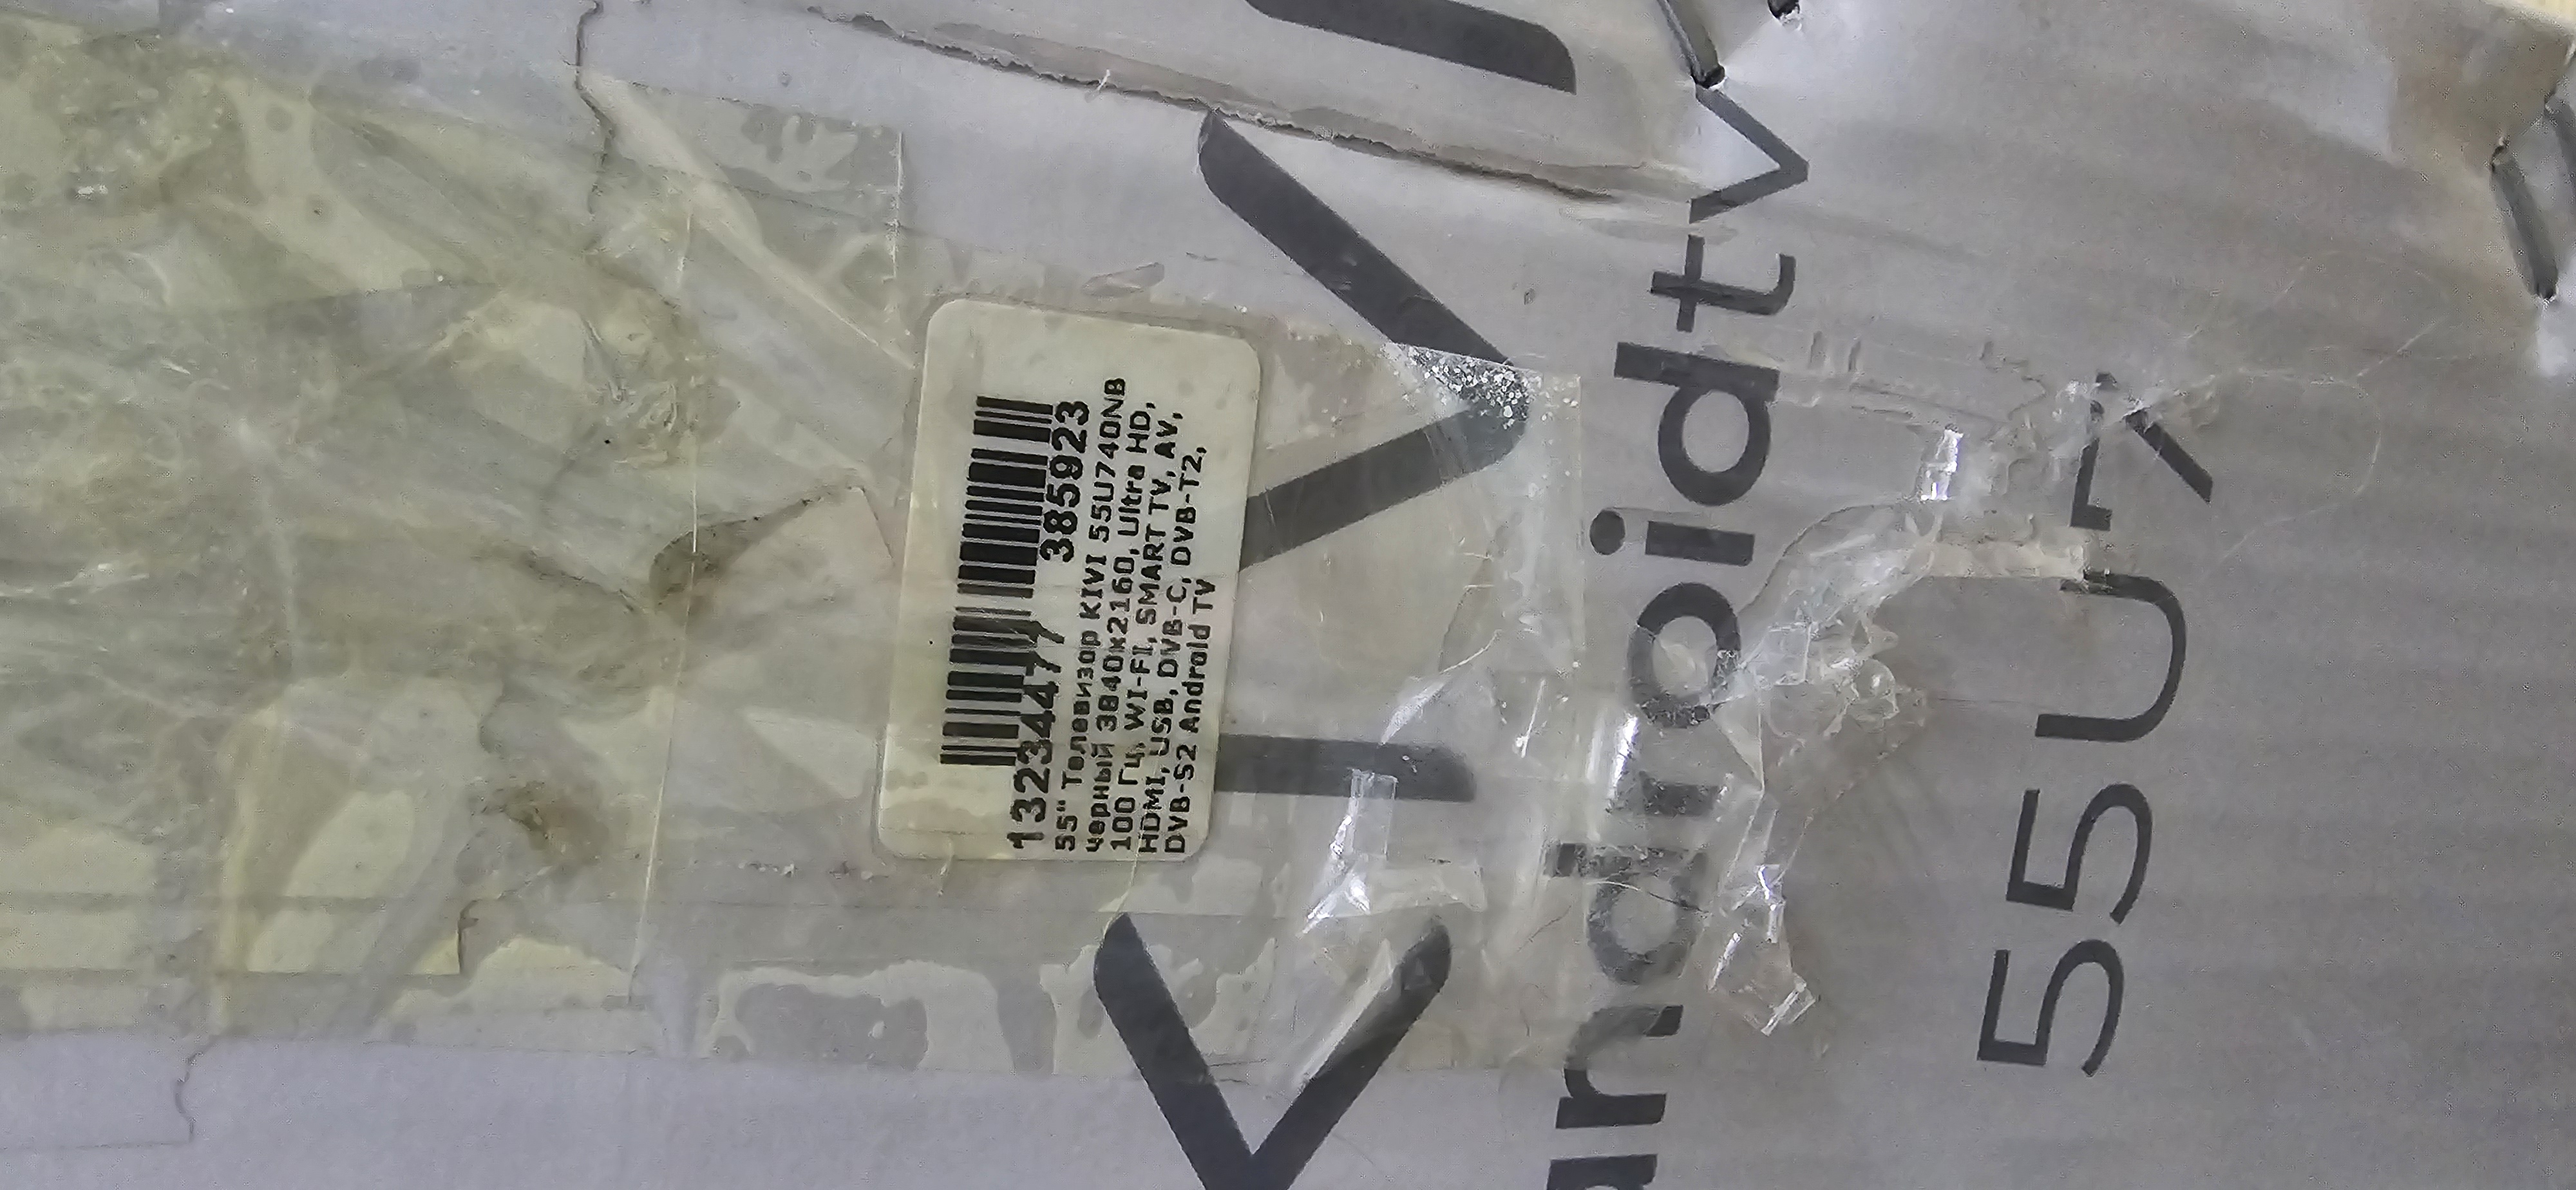 KIVI
androidtv
55U7
13234477 385923
55" Телевизор KIVI 55U740NB
черный 3840x2160, Ultra HD,
100 Гц, WI-FI, SMART TV, AV,
HDMI, USB, DVB-C, DVB-T2,
DVB-S2 Android TV